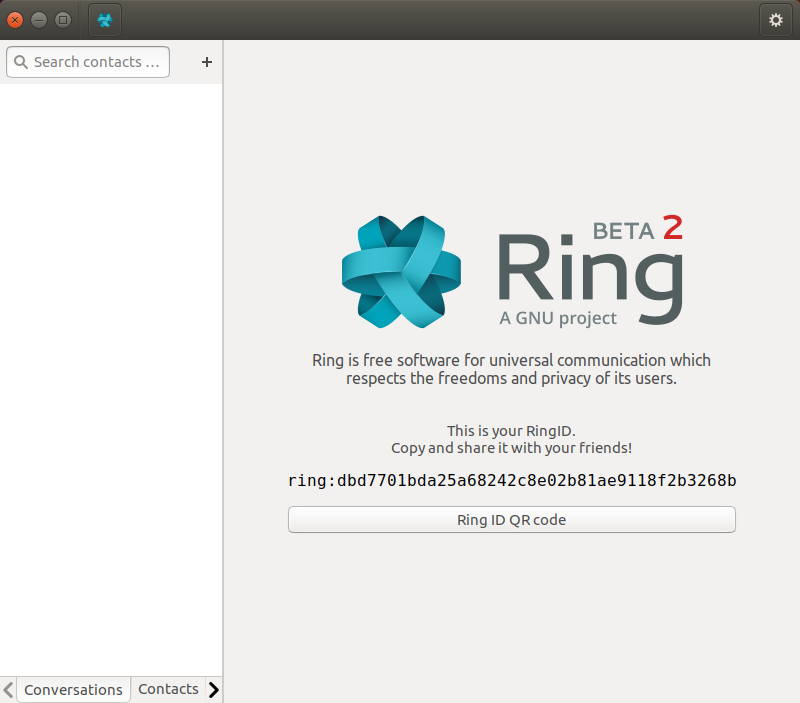 Search contacts ...
+
BETA 2
Ring
A GNU project
Ring is free software for universal communication which
respects the freedoms and privacy of its users.
This is your RingID.
Copy and share it with your friends!
ring:dbd7701bda25a68242c8e02b81ae9118f2b3268b
Ring ID QR code
Conversations
Contacts